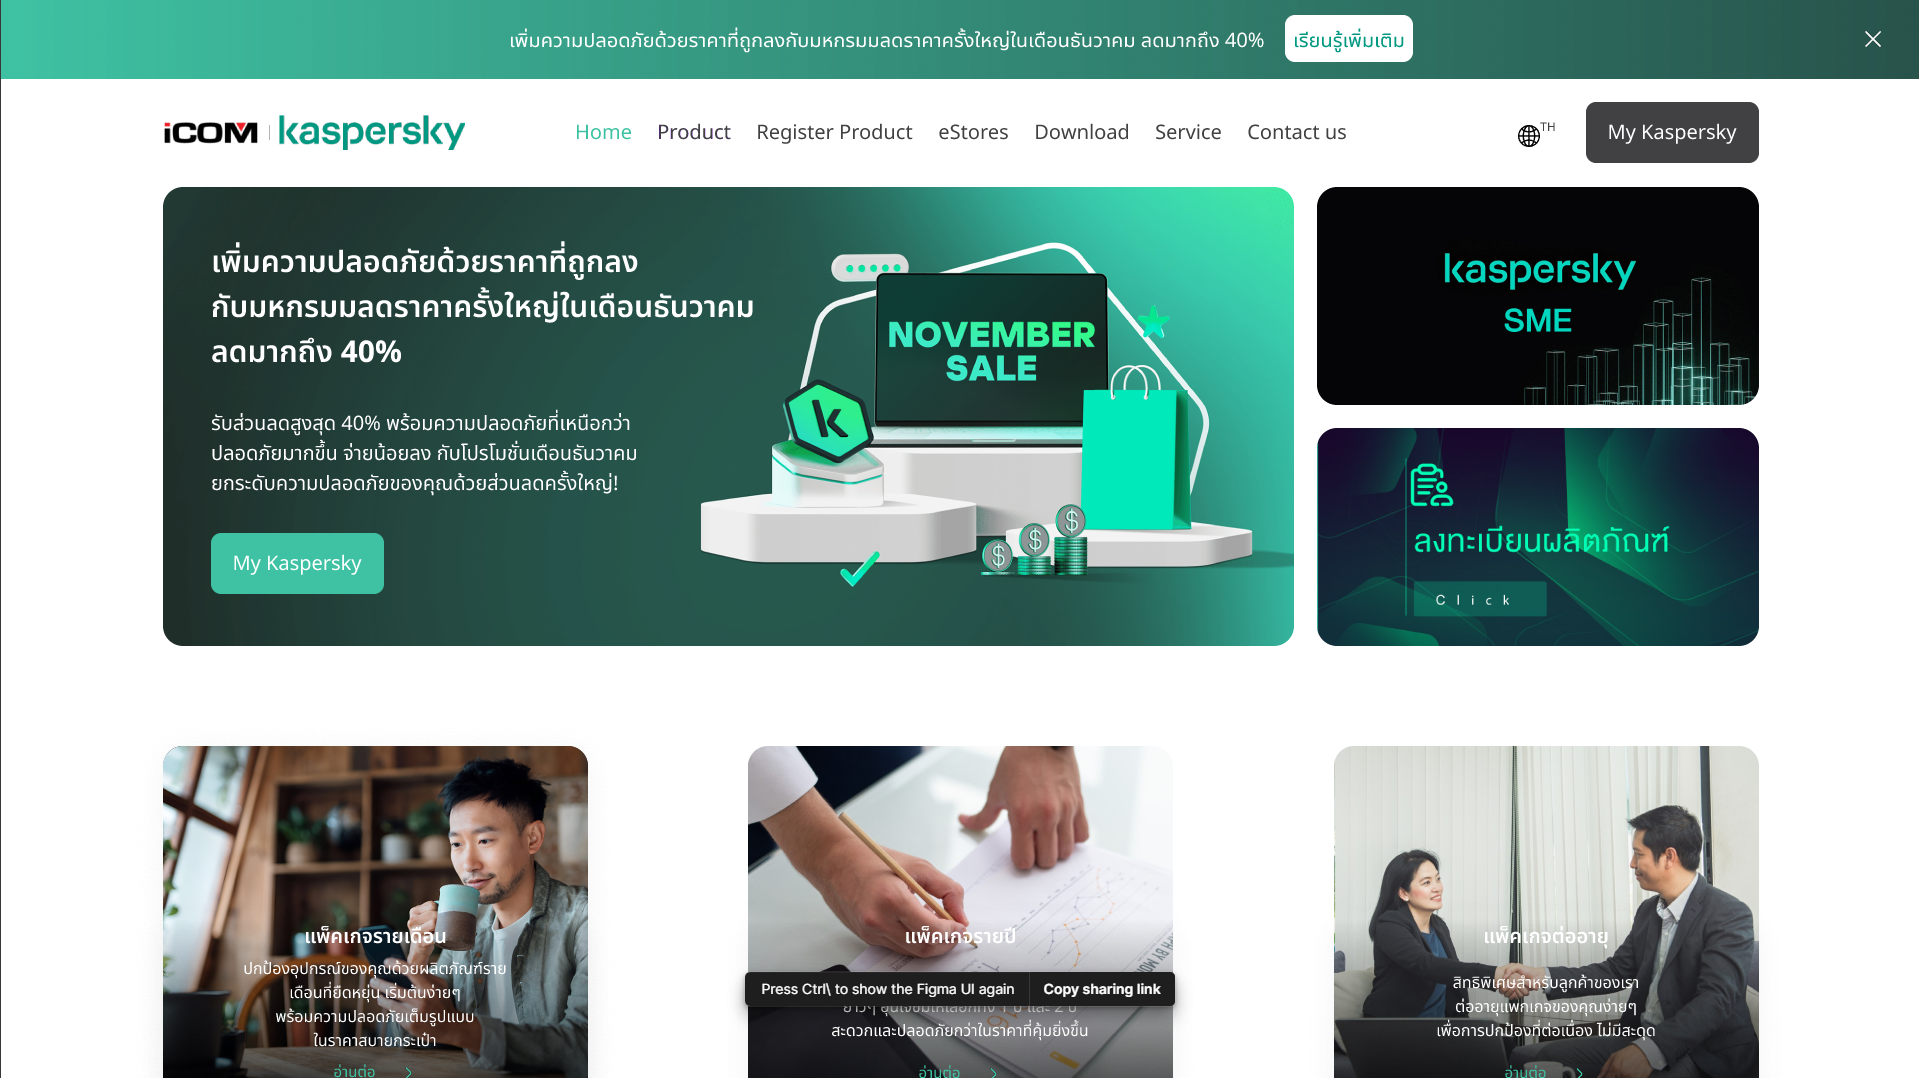 เพิ่มความปลอดภัยด้วยราคาที่ถูกลงกับมหกรมมลดราคาครั้งใหญ่ในเดือนธันวาคม ลดมากถึง 40% เรียนรู้เพิ่มเติม
iCOM | kaspersky
Home Product Register Product eStores Download Service Contact us
TH
My Kaspersky
เพิ่มความปลอดภัยด้วยราคาที่ถูกลง
กับมหกรมมลดราคาครั้งใหญ่ในเดือนธันวาคม
ลดมากถึง 40%
รับส่วนลดสูงสุด 40% พร้อมความปลอดภัยที่เหนือกว่า
ปลอดภัยมากขึ้น จ่ายน้อยลง กับโปรโมชั่นเดือนธันวาคม
ยกระดับความปลอดภัยของคุณด้วยส่วนลดครั้งใหญ่!
My Kaspersky
NOVEMBER
SALE
kaspersky
SME
ลงทะเบียนผลิตภัณฑ์
Click
แพ็คเกจรายเดือน
ปกป้องอุปกรณ์ของคุณด้วยผลิตภัณฑ์ราย
เดือนที่ยืดหยุ่น เริ่มต้นง่ายๆ
พร้อมความปลอดภัยเต็มรูปแบบ
ในราคาสบายกระเป๋า
อ่านต่อ
แพ็คเกจรายปี
Press Ctrl\ to show the Figma UI again Copy sharing link
สะดวกและปลอดภัยกว่าในราคาที่คุ้มยิ่งขึ้น
อ่านต่อ
แพ็คเกจต่ออายุ
สิทธิพิเศษสำหรับลูกค้าของเรา
ต่ออายุแพกเกจของคุณง่ายๆ
เพื่อการปกป้องที่ต่อเนื่อง ไม่มีสะดุด
อ่านต่อ